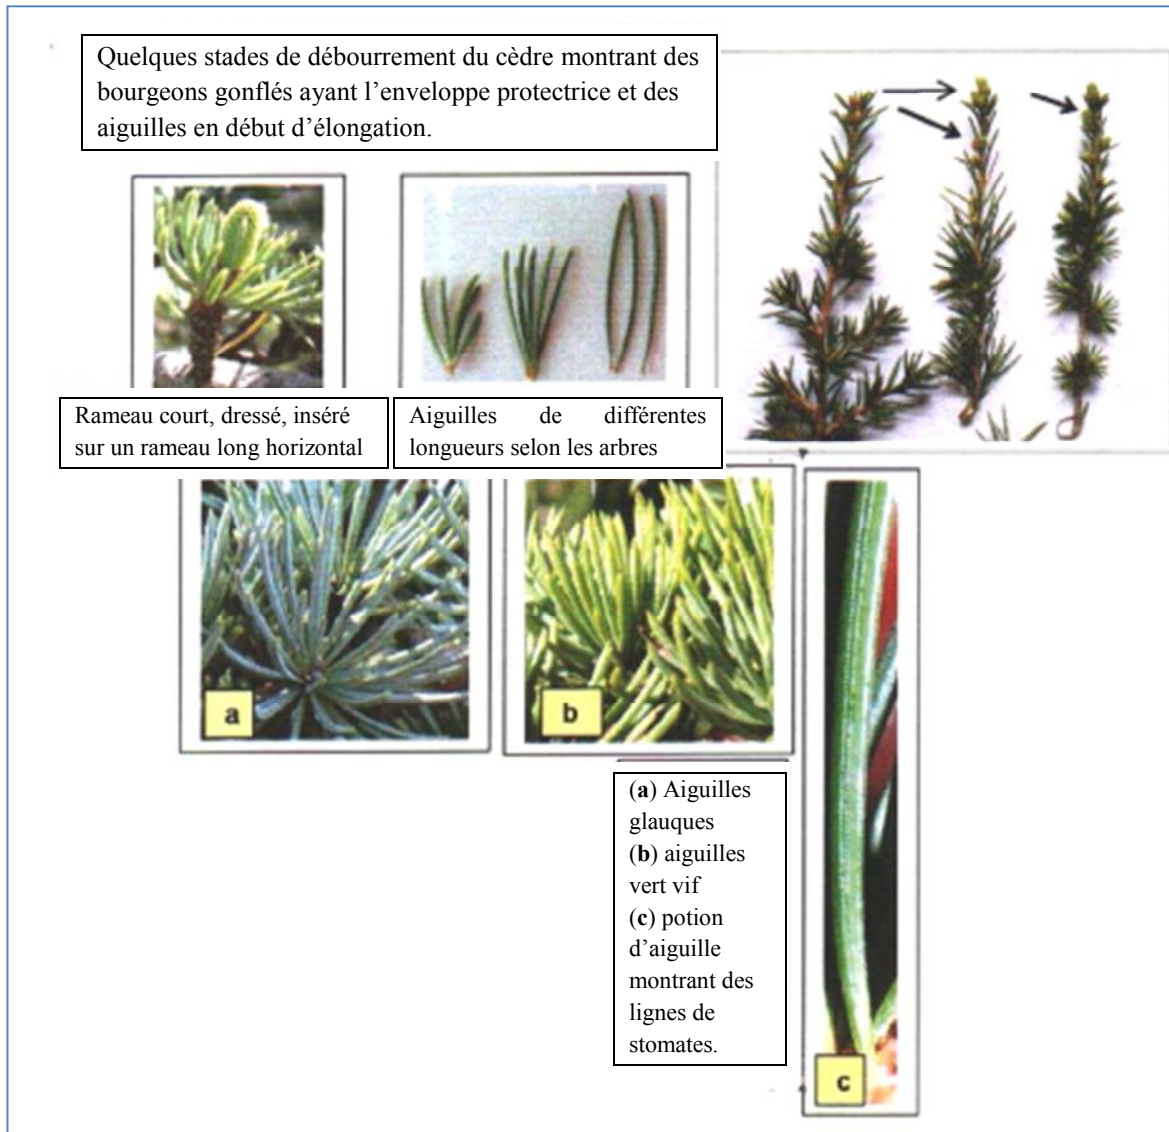 Quelques stades de débourrement du cèdre montrant des
bourgeons gonflés ayant l’enveloppe protectrice et des
aiguilles en début d’élongation.
Rameau court, dressé, inséré
sur un rameau long horizontal
Aiguilles de différentes
longueurs selon les arbres
a
b
(a) Aiguilles
glauques
(b) aiguilles
vert vif
(c) potion
d’aiguille
montrant des
lignes de
stomates.
c